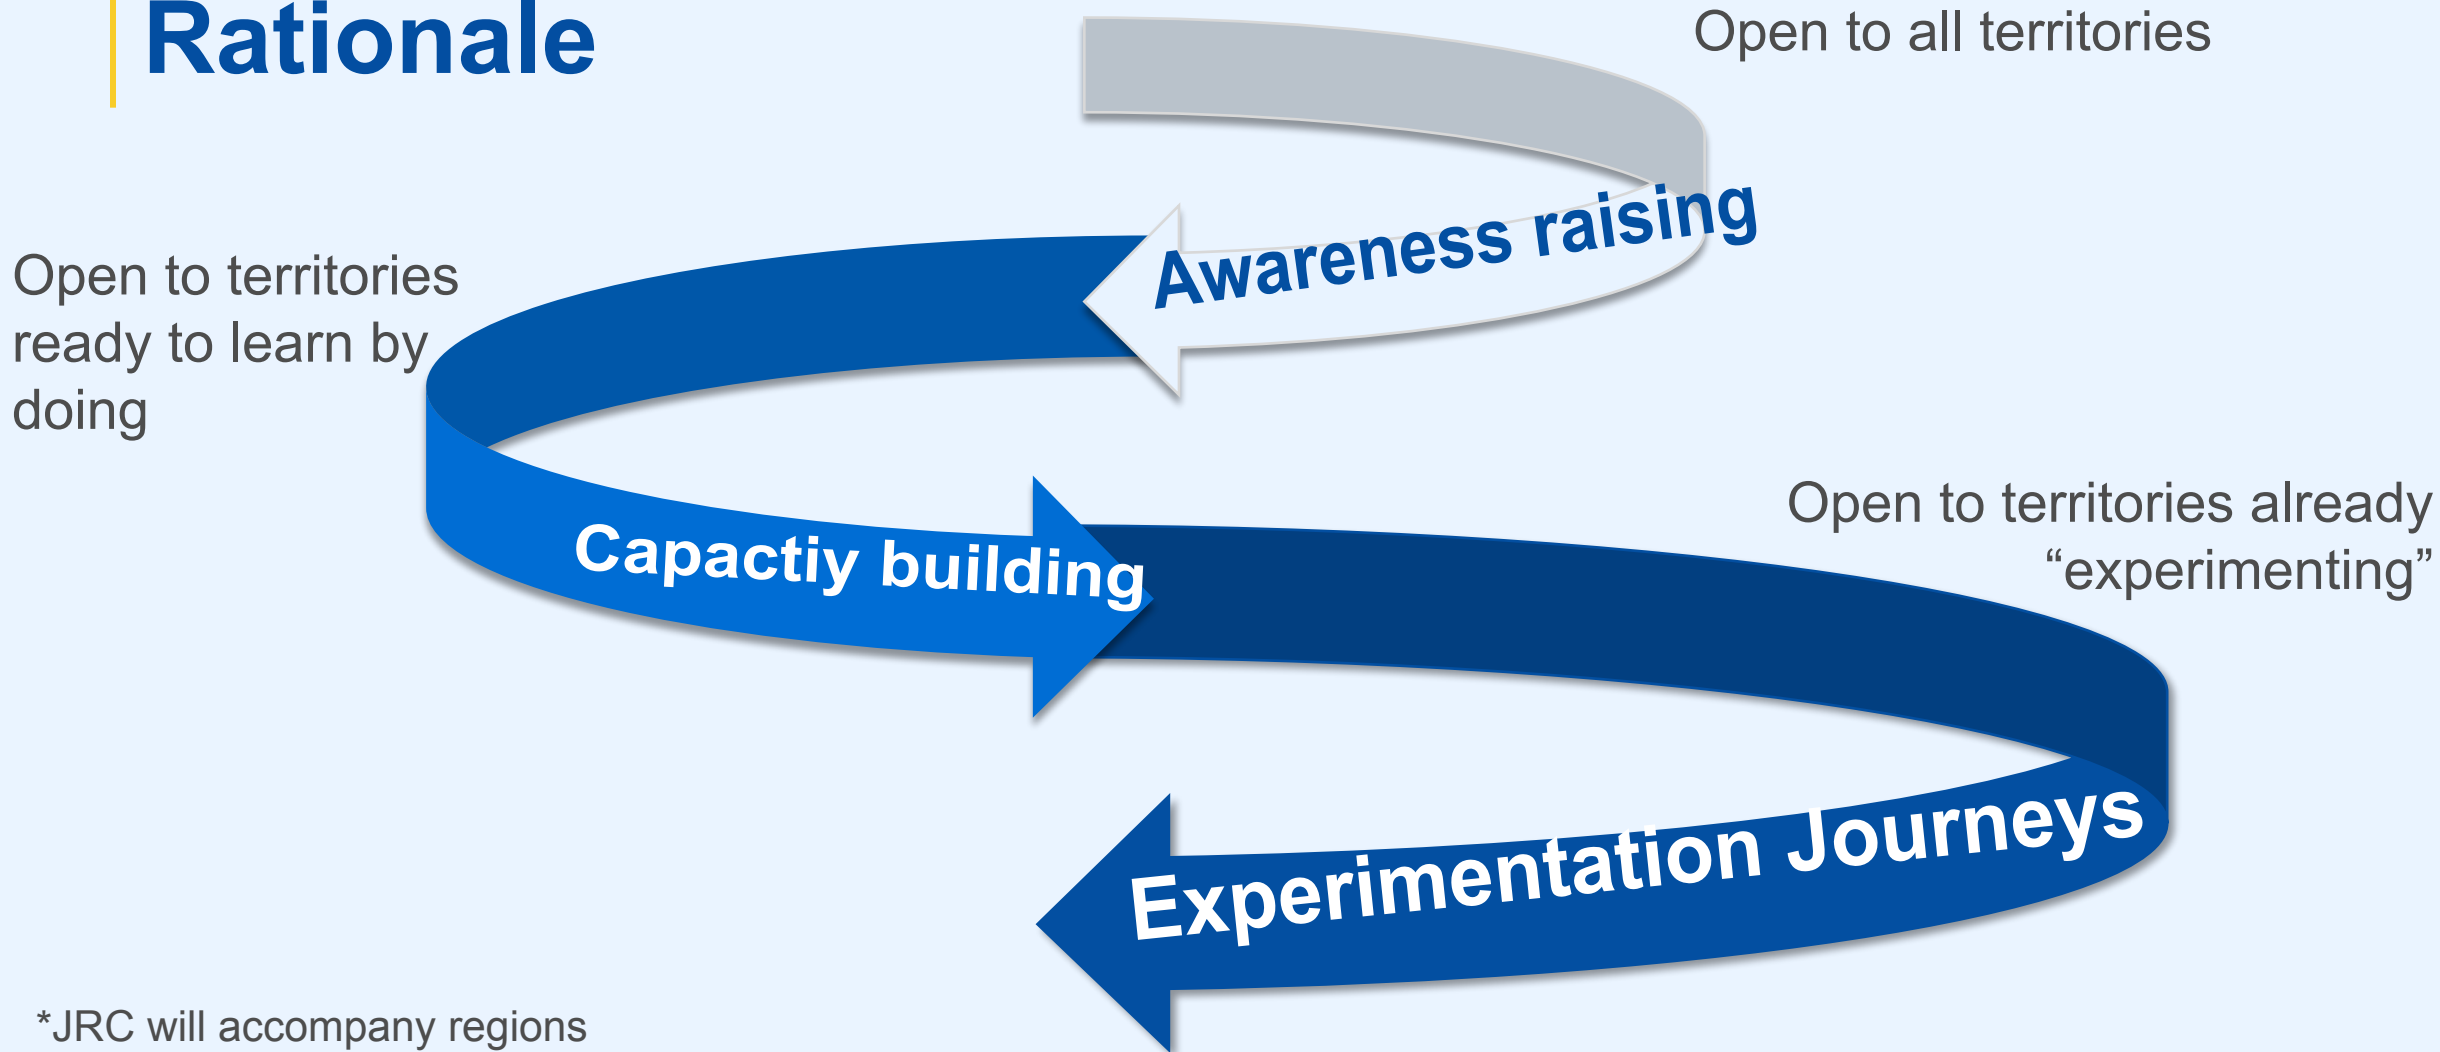 Rationale
Open to all territories
Awareness raising
Open to territories
ready to learn by
doing
Capactiy building
Open to territories already
“experimenting”
Experimentation Journeys
*JRC will accompany regions